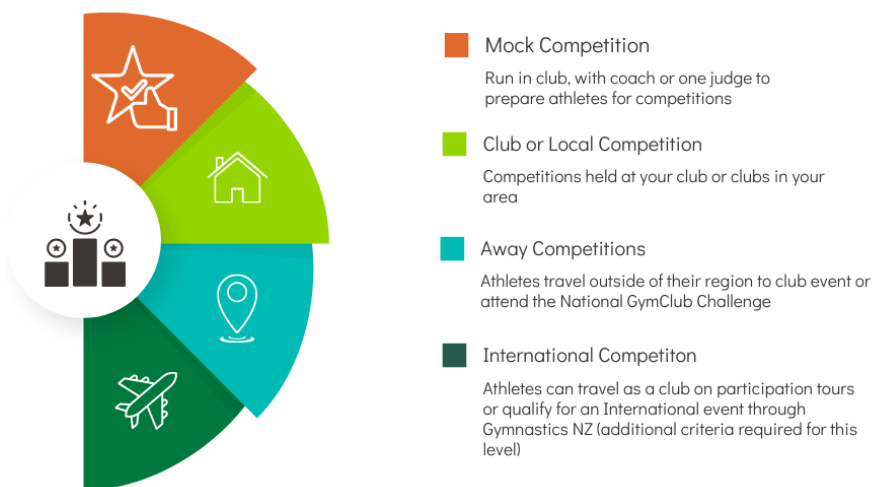 Mock Competition
Run in club, with coach or one judge to
prepare athletes for competitions
Club or Local Competition
Competitions held at your club or clubs in your
area
Away Competitions
Athletes travel outside of their region to club event or
attend the National GymClub Challenge
International Competiton
Athletes can travel as a club on participation tours
or qualify for an International event through
Gymnastics NZ (additional criteria required for this
level)